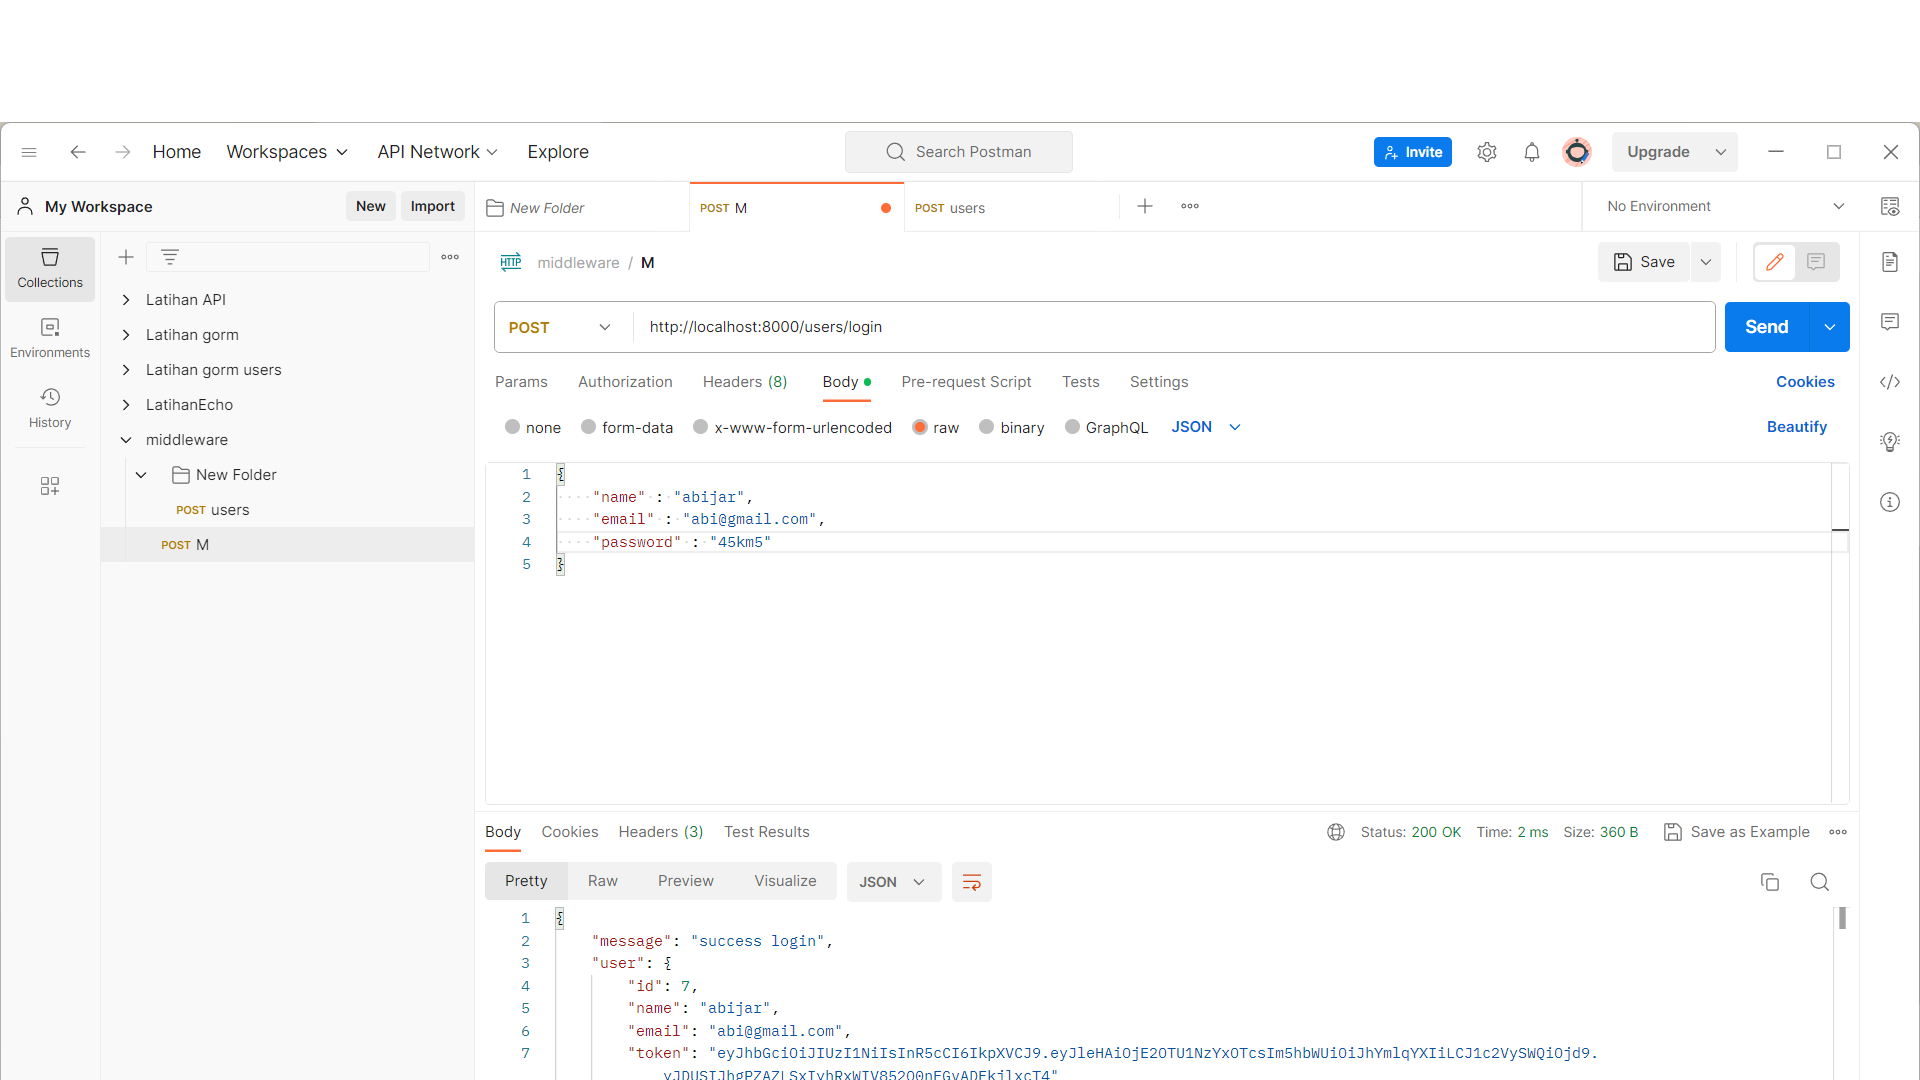 Home Workspaces API Network Explore Search Postman Invite Upgrade
My Workspace New Import New Folder POST M POST users No Environment
Collections
Environments
History
Latihan API
Latihan gorm
Latihan gorm users
LatihanEcho
middleware
New Folder
POST users
POST M
HTTP middleware / M Save
POST http://localhost:8000/users/login Send
Params Authorization Headers (8) Body Pre-request Script Tests Settings Cookies
none form-data x-www-form-urlencoded raw binary GraphQL JSON Beautify
1 {
2 "name" : "abijar",
3 "email" : "abi@gmail.com",
4 "password" : "45km5"
5 }
Body Cookies Headers (3) Test Results Status: 200 OK Time: 2 ms Size: 360 B Save as Example
Pretty Raw Preview Visualize JSON
1 {
2 "message": "success login",
3 "user": {
4 "id": 7,
5 "name": "abijar",
6 "email": "abi@gmail.com",
7 "token": "eyJhbGciOiJIUzI1NiIsInR5cCI6IkpXVCJ9.eyJleHAiOjE2OTU1NzYxOTcsIm5hbWUiOiJhYmlqYXIiLCJ1c2VySWQiOjd9.